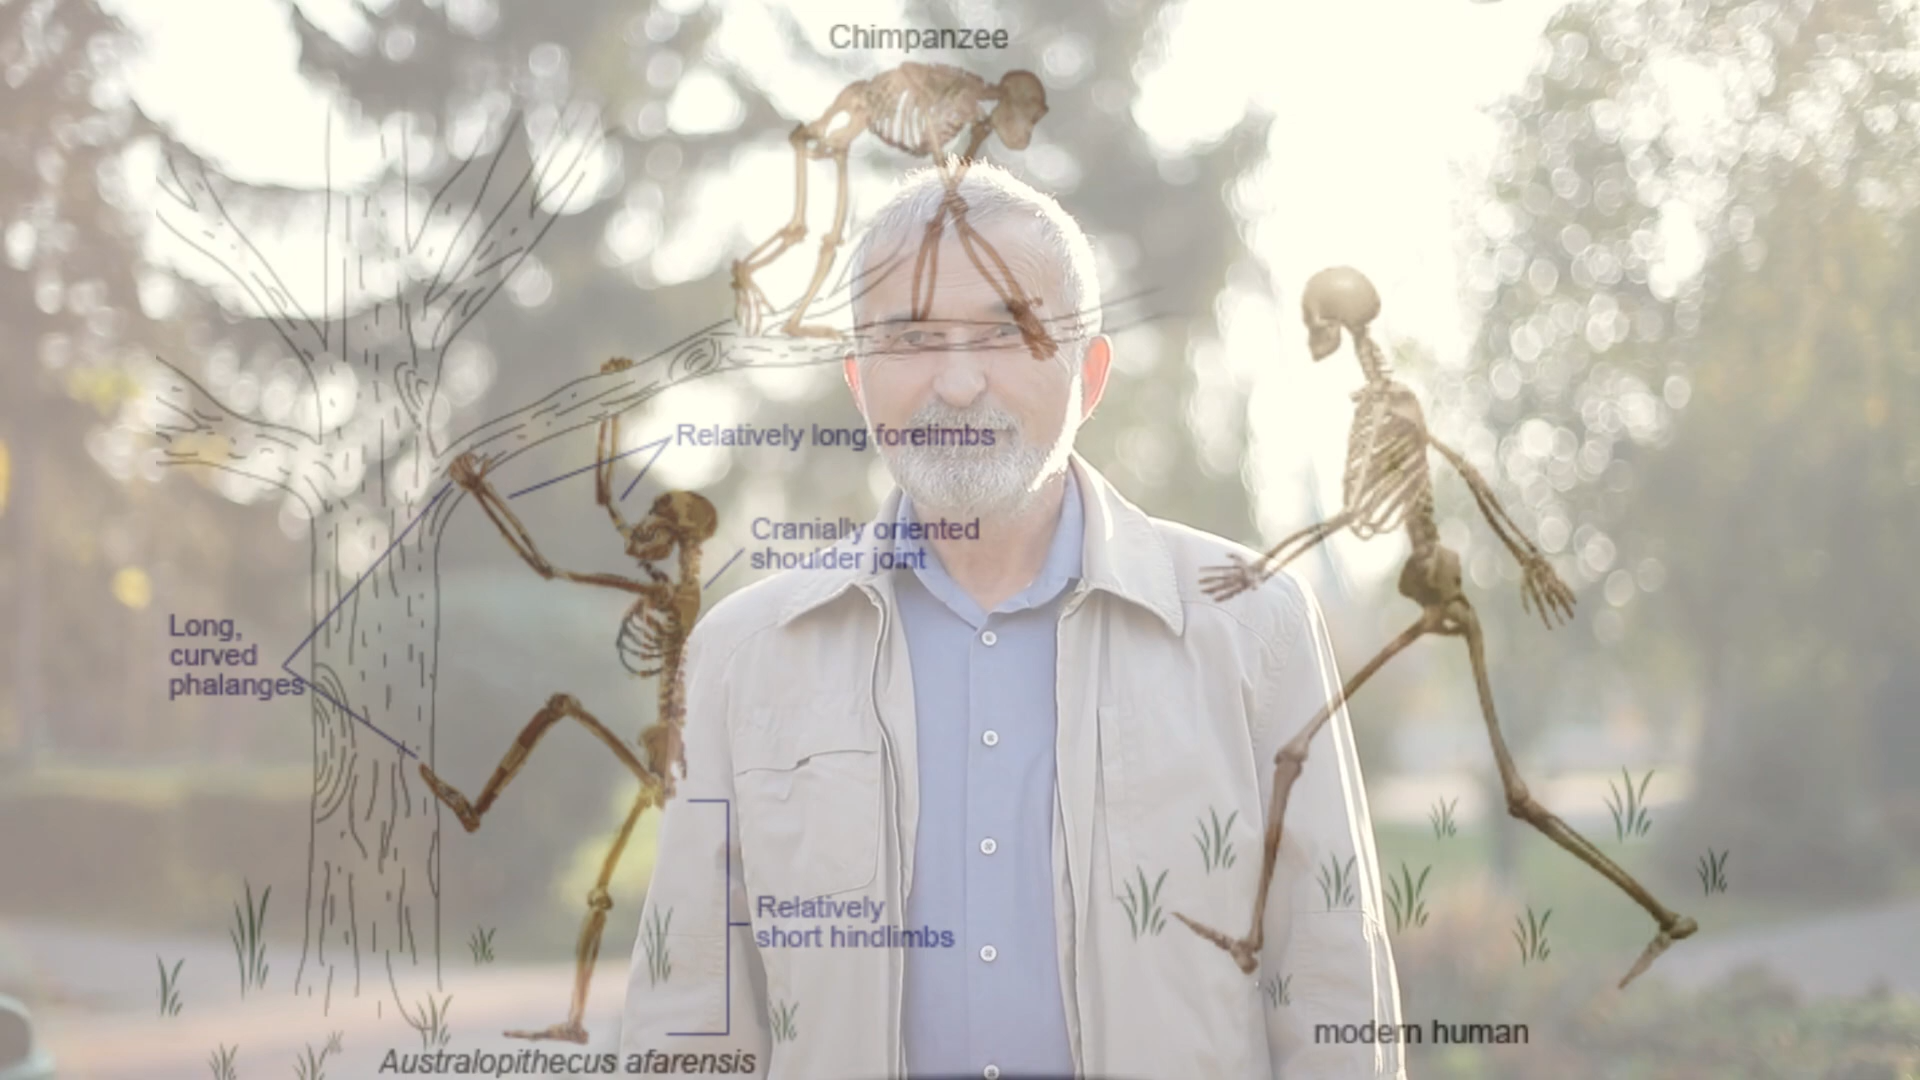 Chimpanzee
Relatively long forelimbs
Cranially oriented
shoulder joint
Long,
curved
phalanges
Relatively
short hindlimbs
modern human
Australopithecus afarensis